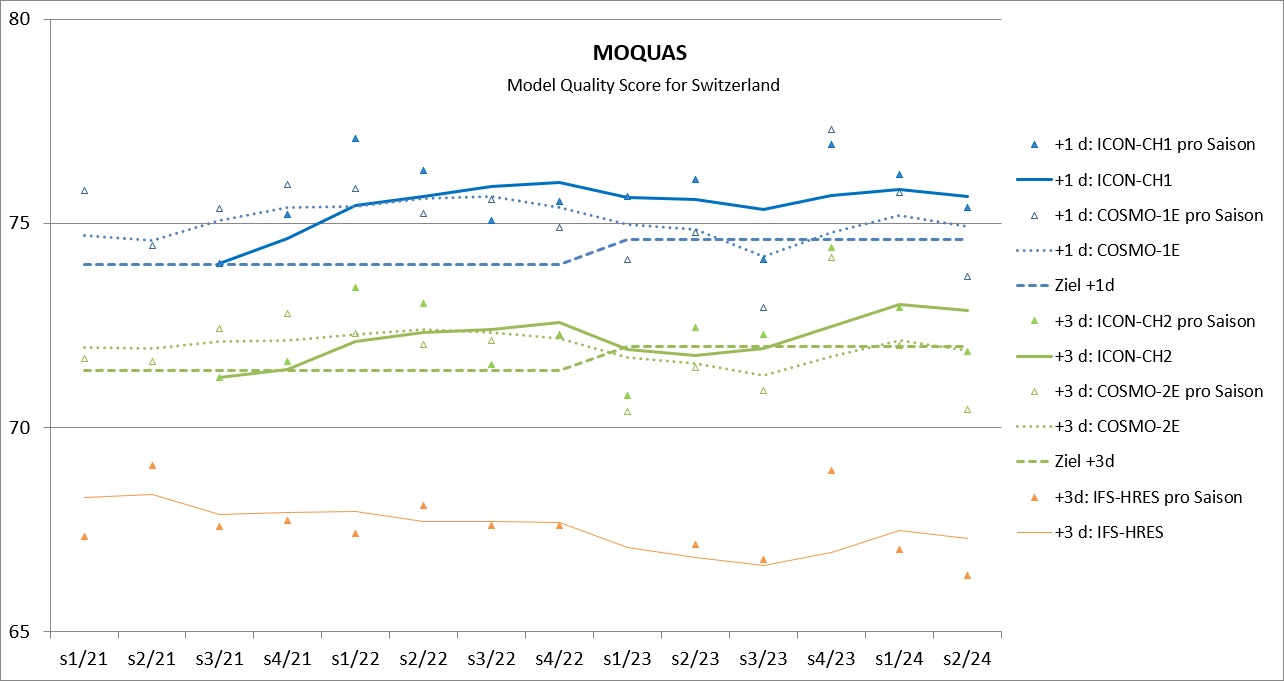 MOQUAS
Model Quality Score for Switzerland
80
75
70
65
s1/21 s2/21 s3/21 s4/21 s1/22 s2/22 s3/22 s4/22 s1/23 s2/23 s3/23 s4/23 s1/24 s2/24
+1 d: ICON-CH1 pro Saison
+1 d: ICON-CH1
+1 d: COSMO-1E pro Saison
+1 d: COSMO-1E
Ziel +1d
+3 d: ICON-CH2 pro Saison
+3 d: ICON-CH2
+3 d: COSMO-2E pro Saison
+3 d: COSMO-2E
Ziel +3d
+3d: IFS-HRES pro Saison
+3 d: IFS-HRES